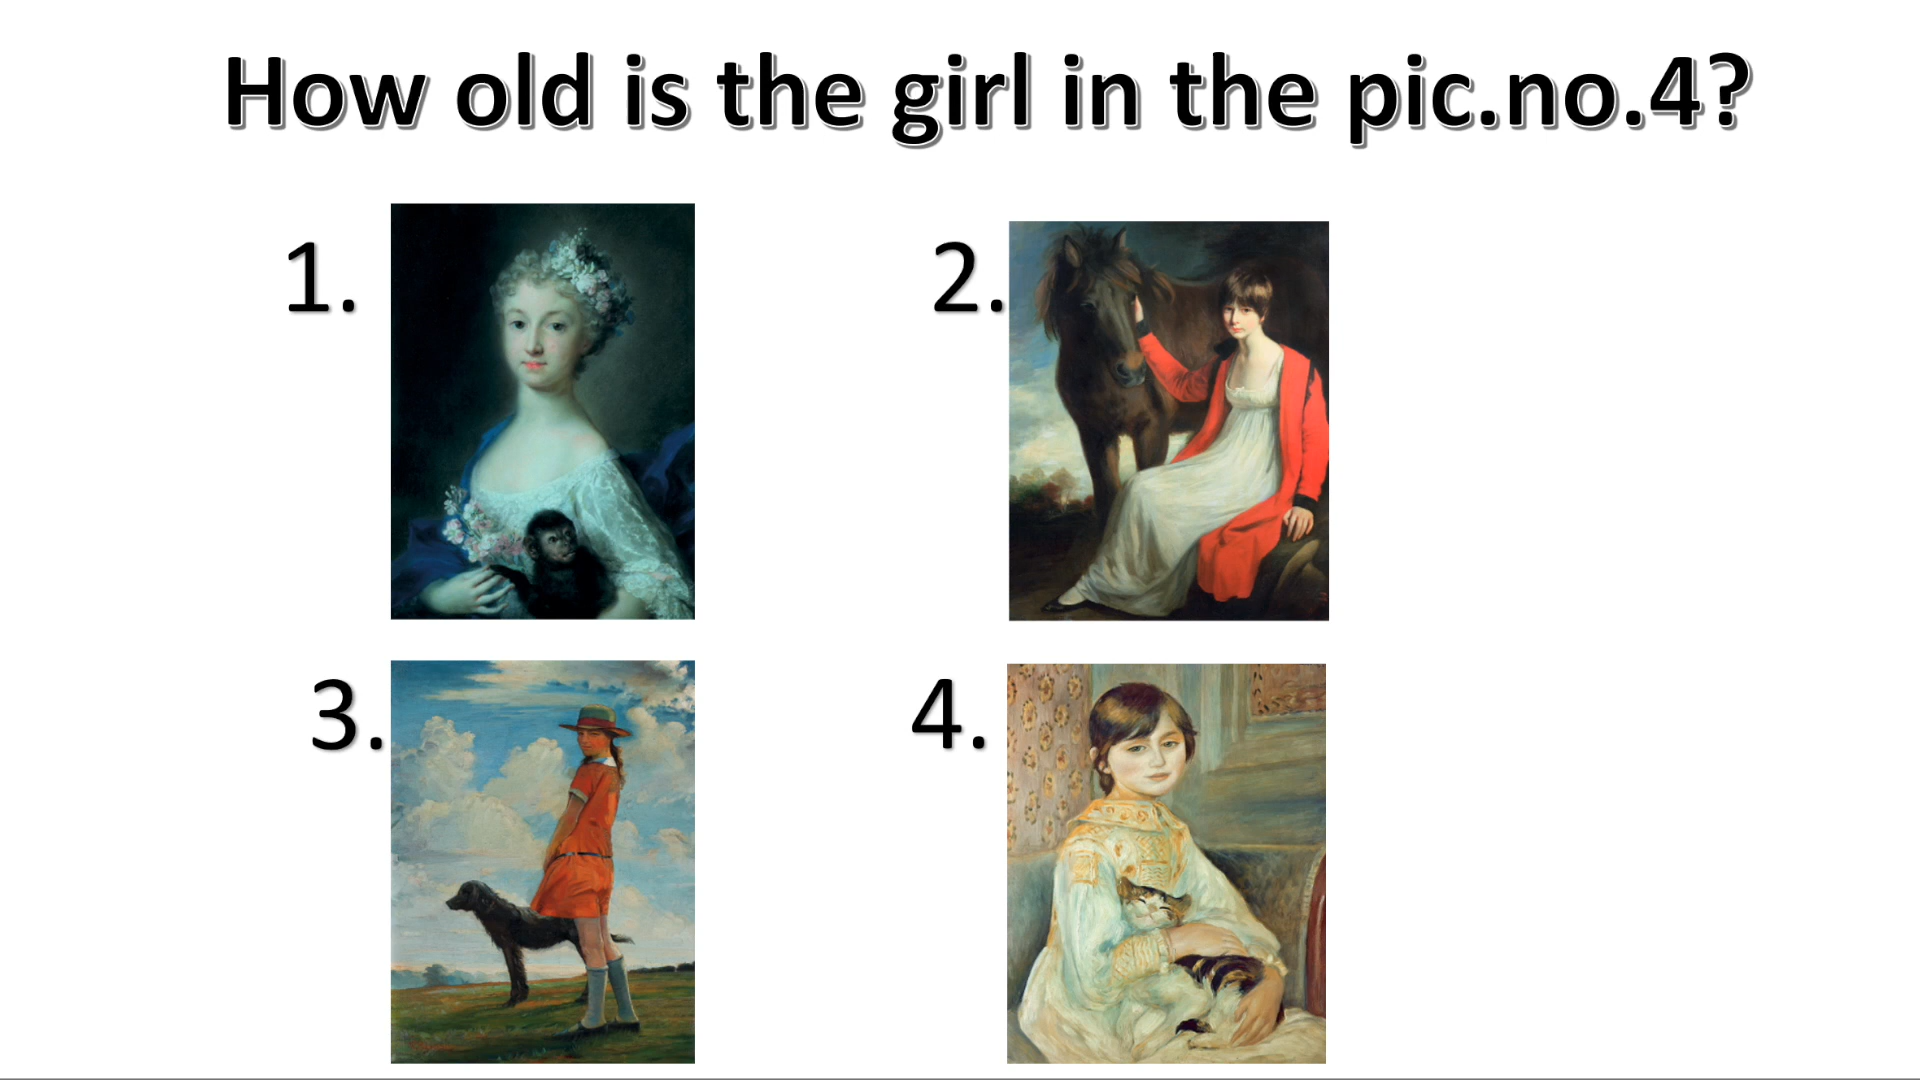 How old is the girl in the pic.no.4?
1.
2.
3.
4.